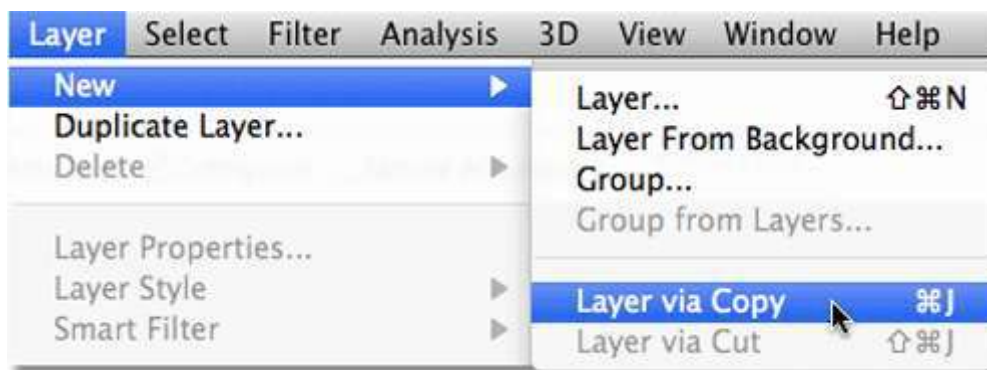 Layer Select Filter Analysis 3D View Window Help
New ▶
Duplicate Layer...
Delete ▶
Layer Properties...
Layer Style ▶
Smart Filter ▶
Layer... ⇧⌘N
Layer From Background...
Group...
Group from Layers...
Layer via Copy ⌘J
Layer via Cut ⇧⌘J